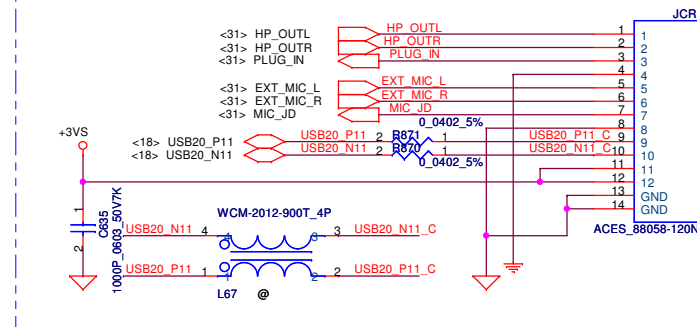 JCR
<31> HP_OUTL HP_OUTL 1 1
<31> HP_OUTR HP_OUTR 2 2
<31> PLUG_IN PLUG_IN 3 3
4 4
<31> EXT_MIC_L EXT_MIC_L 5 5
<31> EXT_MIC_R EXT_MIC_R 6 6
<31> MIC_JD MIC_JD 7 7
0_0402_5% 8 8
+3VS
<18> USB20_P11 USB20_P11 2 R871 1 USB20_P11_C 9 9
<18> USB20_N11 USB20_N11 2 R870 1 USB20_N11_C 10 10
0_0402_5% 11 11
12 12
13 GND
14 GND
ACES_88058-120N
1
C635
2
1000P_0603_50V7K
WCM-2012-900T_4P
USB20_N11 4 4 3 3 USB20_N11_C
USB20_P11 1 1 2 2 USB20_P11_C
L67 @